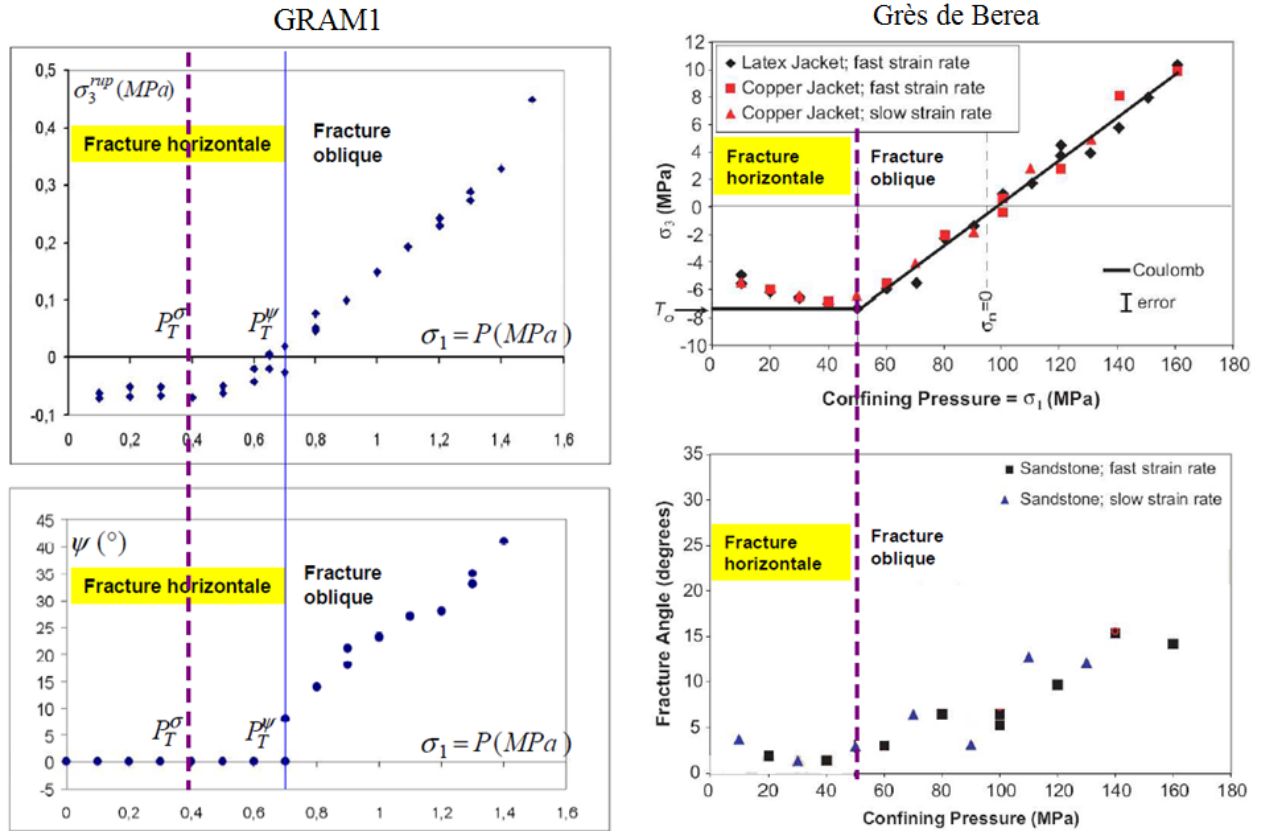 GRAM1
0,5
σ₃^rup (MPa)
0,4
Fracture horizontale
Fracture
oblique
0,3
0,2
0,1
P_T^σ
P_T^ψ
σ₁ = P(MPa)
0
-0,1
0 0,2 0,4 0,6 0,8 1 1,2 1,4 1,6
45
40
ψ (°)
35
Fracture horizontale
Fracture
oblique
30
25
20
15
10
5
P_T^σ
P_T^ψ
σ₁ = P(MPa)
0
-5
0 0,2 0,4 0,6 0,8 1 1,2 1,4 1,6
Grès de Berea
12
10
8
6
4
2
0
-2
-4
-6
-8
-10
σ₃ (MPa)
Latex Jacket; fast strain rate
Copper Jacket; fast strain rate
Copper Jacket; slow strain rate
Fracture
horizontale
Fracture
oblique
Coulomb
error
σₙ=0
T₀
0 20 40 60 80 100 120 140 160 180
Confining Pressure = σ₁ (MPa)
35
30
25
20
15
10
5
0
Fracture Angle (degrees)
Sandstone; fast strain rate
Sandstone; slow strain rate
Fracture
horizontale
Fracture
oblique
0 20 40 60 80 100 120 140 160 180
Confining Pressure (MPa)